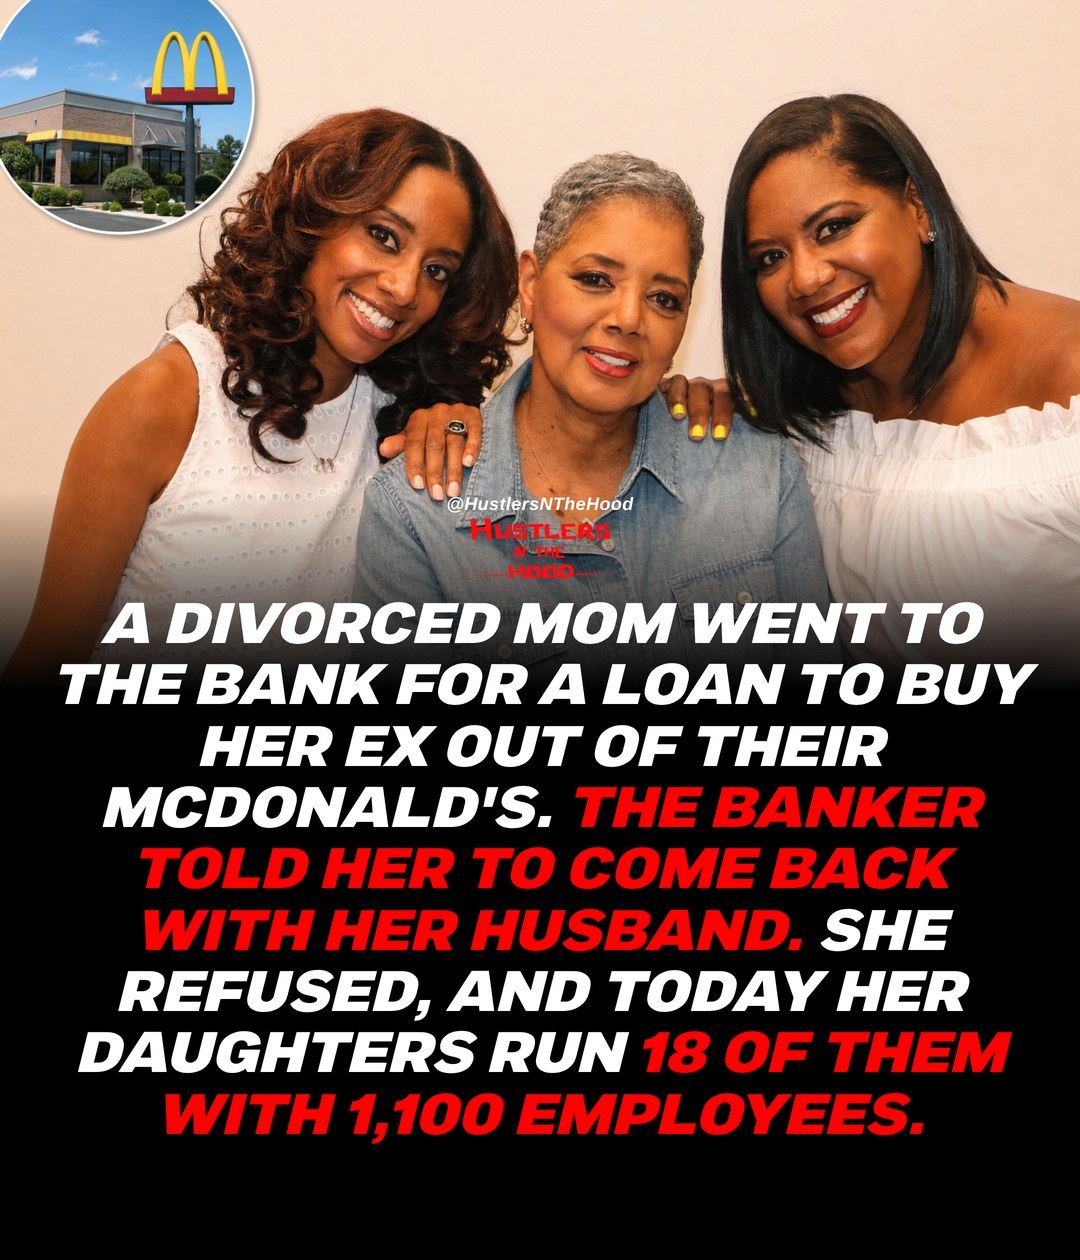 @HustlersNTheHood
HUSTLERS
N' THE
HOOD
A DIVORCED MOM WENT TO
THE BANK FOR A LOAN TO BUY
HER EX OUT OF THEIR
MCDONALD'S. THE BANKER
TOLD HER TO COME BACK
WITH HER HUSBAND. SHE
REFUSED, AND TODAY HER
DAUGHTERS RUN 18 OF THEM
WITH 1,100 EMPLOYEES.